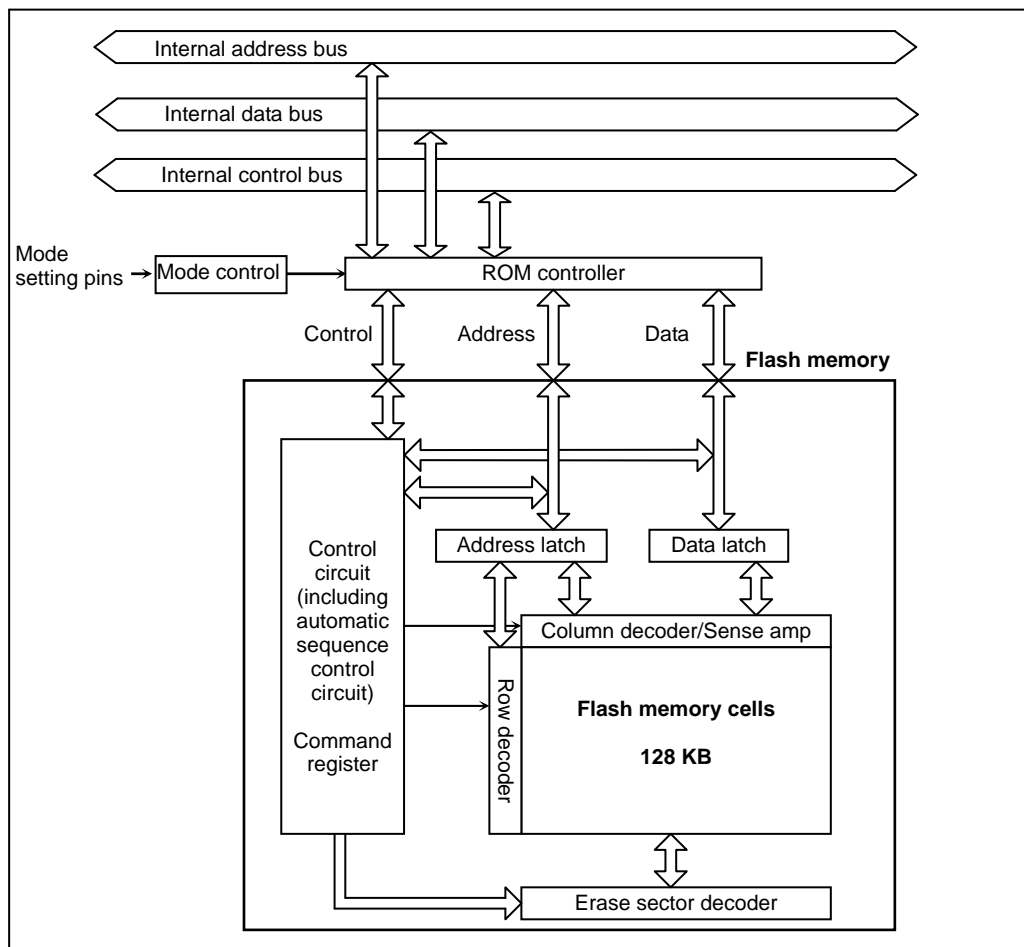 Internal address bus
Internal data bus
Internal control bus
Mode
setting pins
Mode control
ROM controller
Control
Address
Data
Flash memory
Control
circuit
(including
automatic
sequence
control
circuit)
Command
register
Address latch
Data latch
Column decoder/Sense amp
Row decoder
Flash memory cells
128 KB
Erase sector decoder